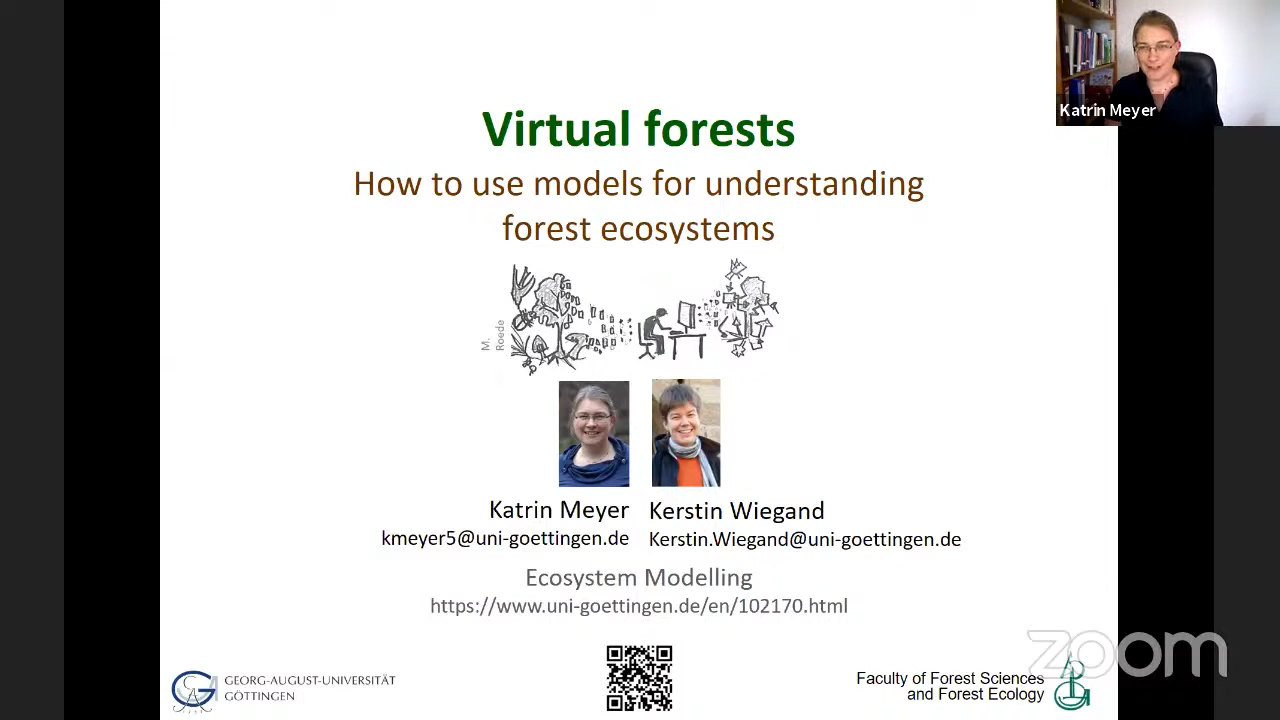 Katrin Meyer
Virtual forests
How to use models for understanding
forest ecosystems
M.
Roede
Katrin Meyer
kmeyer5@uni-goettingen.de
Kerstin Wiegand
Kerstin.Wiegand@uni-goettingen.de
Ecosystem Modelling
https://www.uni-goettingen.de/en/102170.html
GEORG-AUGUST-UNIVERSITÄT
GÖTTINGEN
Faculty of Forest Sciences
and Forest Ecology
zoom